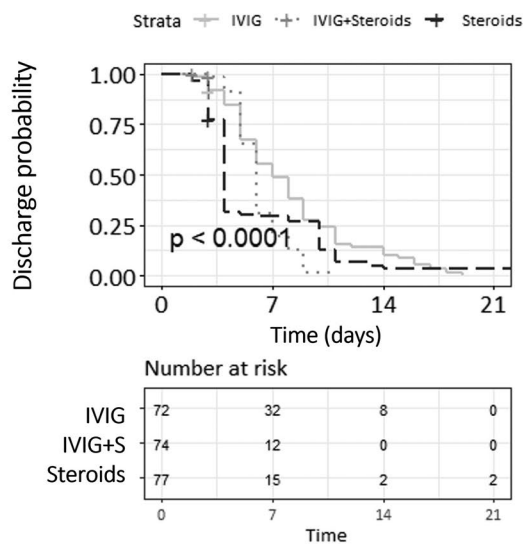 Strata IVIG IVIG+Steroids Steroids
Discharge probability
1.00
0.75
0.50
0.25
0.00
p < 0.0001
0 7 14 21
Time (days)
Number at risk
IVIG 72 32 8 0
IVIG+S 74 12 0 0
Steroids 77 15 2 2
0 7 14 21
Time